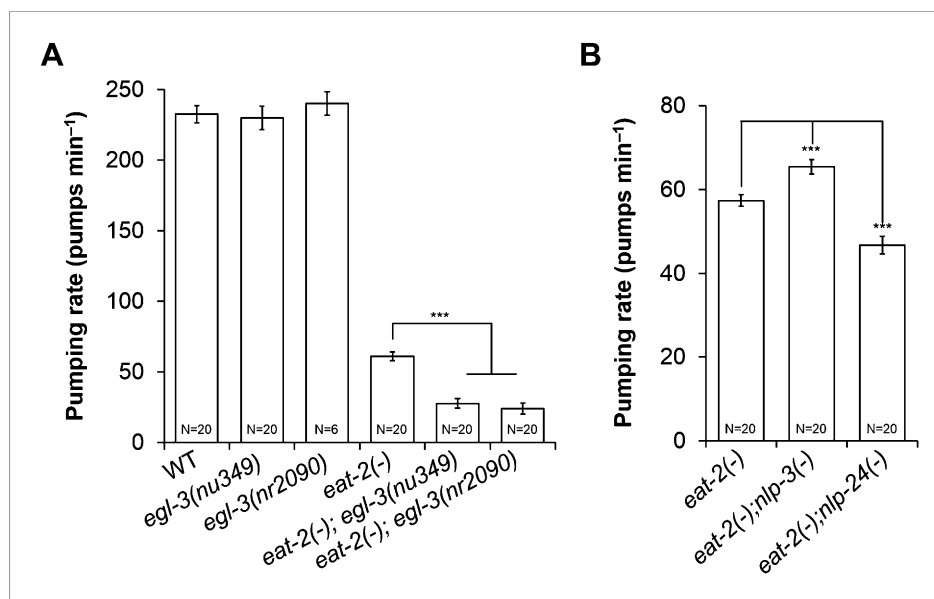 A
Pumping rate (pumps min⁻¹)
250
200
150
100
50
0
***
N=20
N=20
N=6
N=20
N=20
N=20
WT
egl-3(nu349)
egl-3(nr2090)
eat-2(-)
eat-2(-); egl-3(nu349)
eat-2(-); egl-3(nr2090)
B
Pumping rate (pumps min⁻¹)
80
60
40
20
0
***
***
N=20
N=20
N=20
eat-2(-)
eat-2(-);nlp-3(-)
eat-2(-);nlp-24(-)